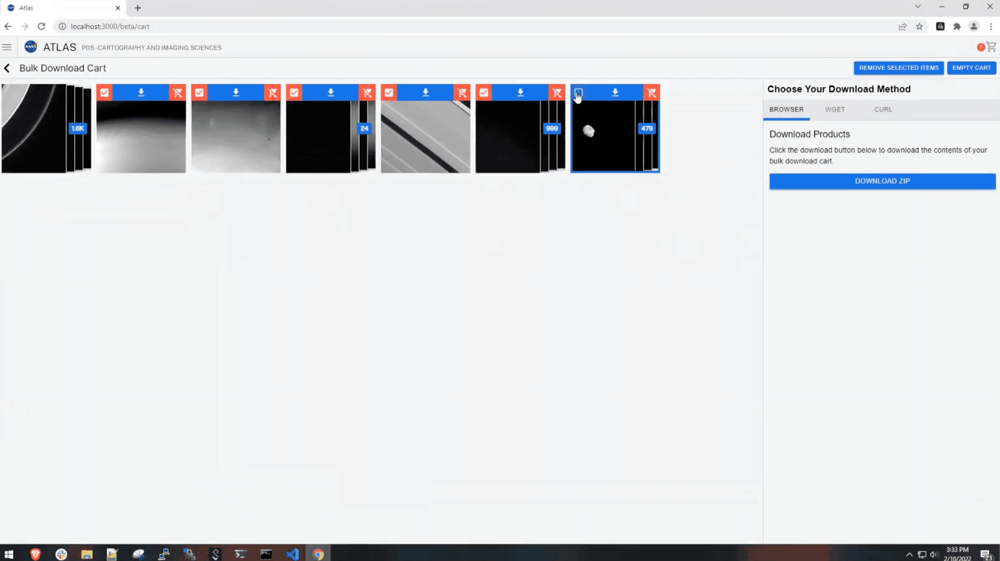 Atlas
localhost:3000/beta/cart
NASA ATLAS PDS-CARTOGRAPHY AND IMAGING SCIENCES
7
Bulk Download Cart
REMOVE SELECTED ITEMS
EMPTY CART
1.6K
24
999
479
Choose Your Download Method
BROWSER
WGET
CURL
Download Products
Click the download button below to download the contents of your
bulk download cart.
DOWNLOAD ZIP
3:33 PM
2/10/2022
23